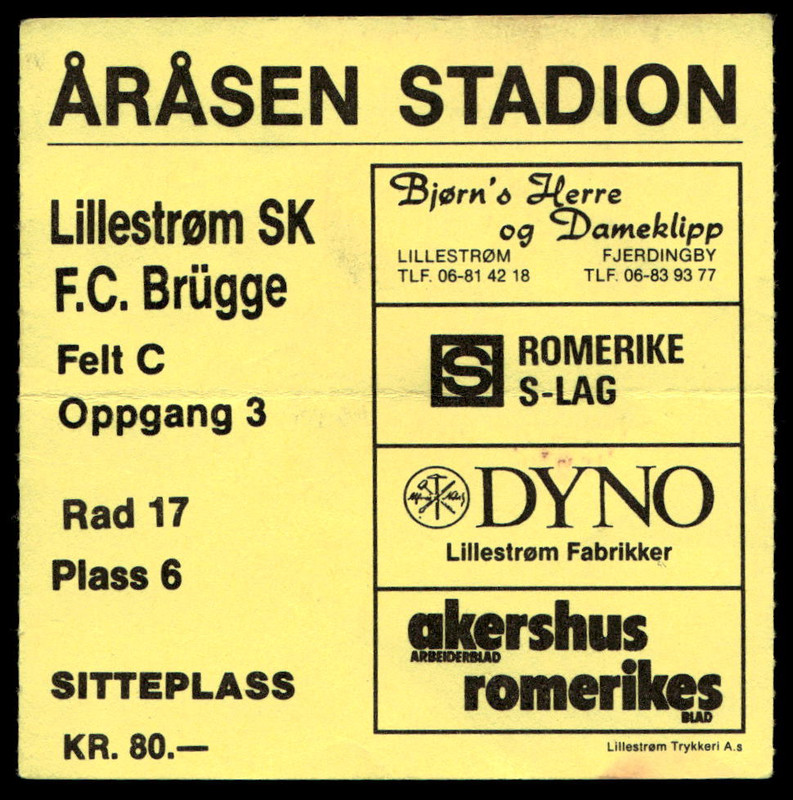 ÅRÅSEN STADION
Lillestrøm SK
F.C. Brügge
Felt C
Oppgang 3
Rad 17
Plass 6
SITTEPLASS
KR. 80.—
Bjørn's Herre
og Dameklipp
LILLESTRØM FJERDINGBY
TLF. 06-81 42 18 TLF. 06-83 93 77
S ROMERIKE
S-LAG
DYNO
Lillestrøm Fabrikker
akershus
ARBEIDERBLAD
romerikes
BLAD
Lillestrøm Trykkeri A.s